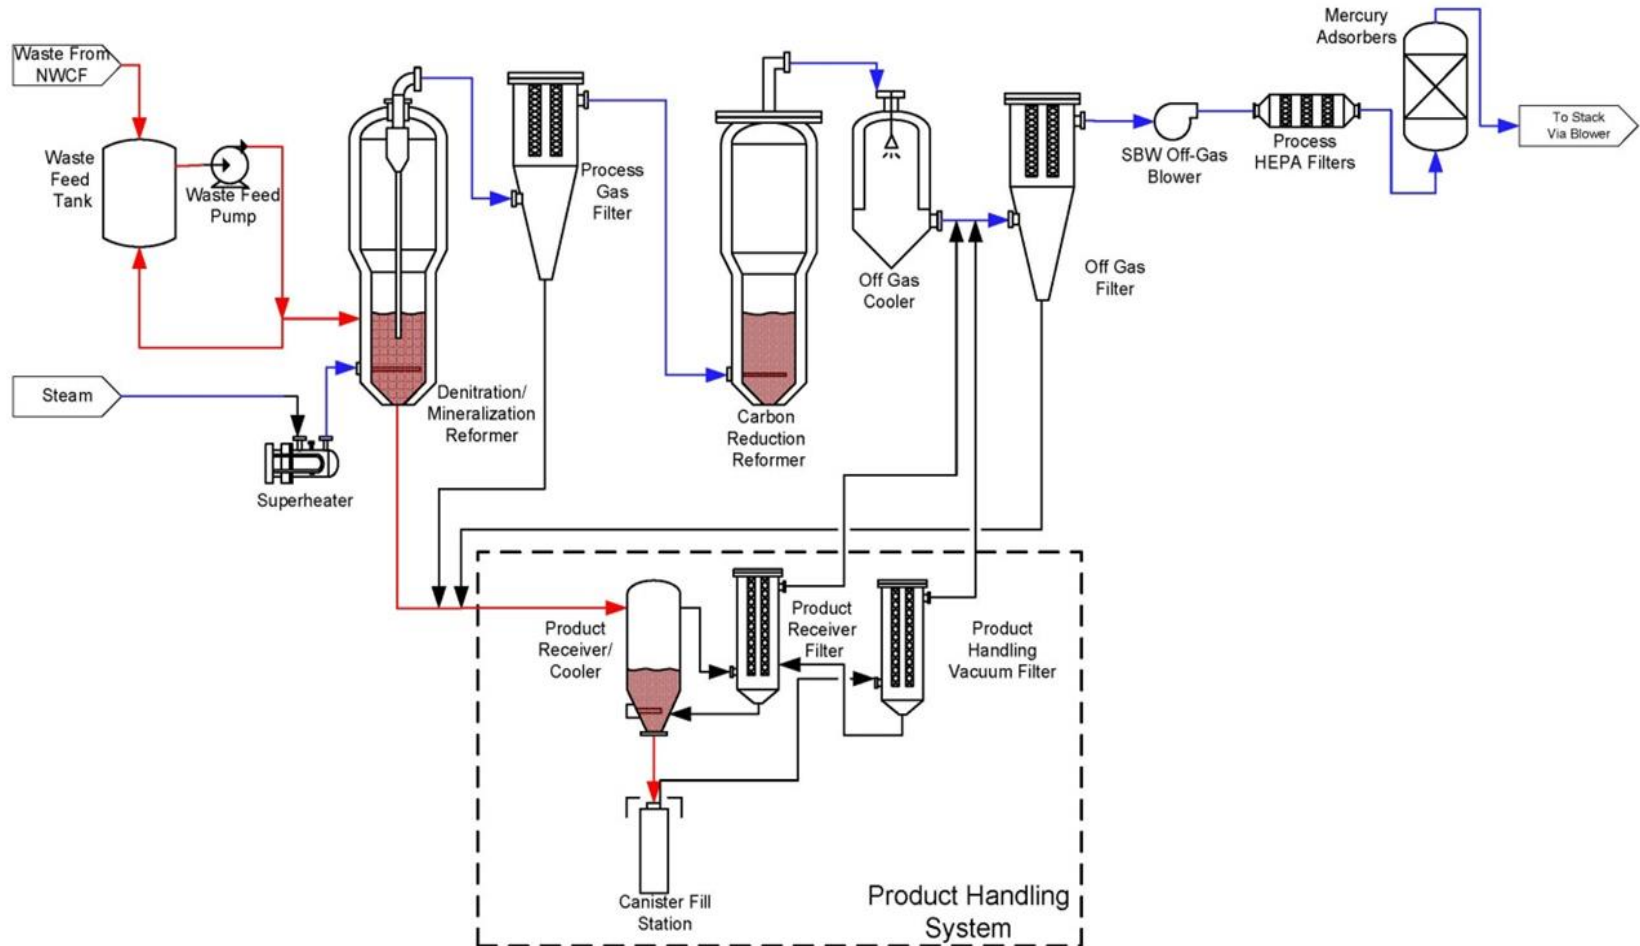 Waste From
NWCF
Waste
Feed
Tank
Waste Feed
Pump
Steam
Superheater
Denitration/
Mineralization
Reformer
Process
Gas
Filter
Carbon
Reduction
Reformer
Off Gas
Cooler
Off Gas
Filter
SBW Off-Gas
Blower
Process
HEPA Filters
Mercury
Adsorbers
To Stack
Via Blower
Product
Receiver/
Cooler
Product
Receiver
Filter
Product
Handling
Vacuum Filter
Canister Fill
Station
Product Handling
System